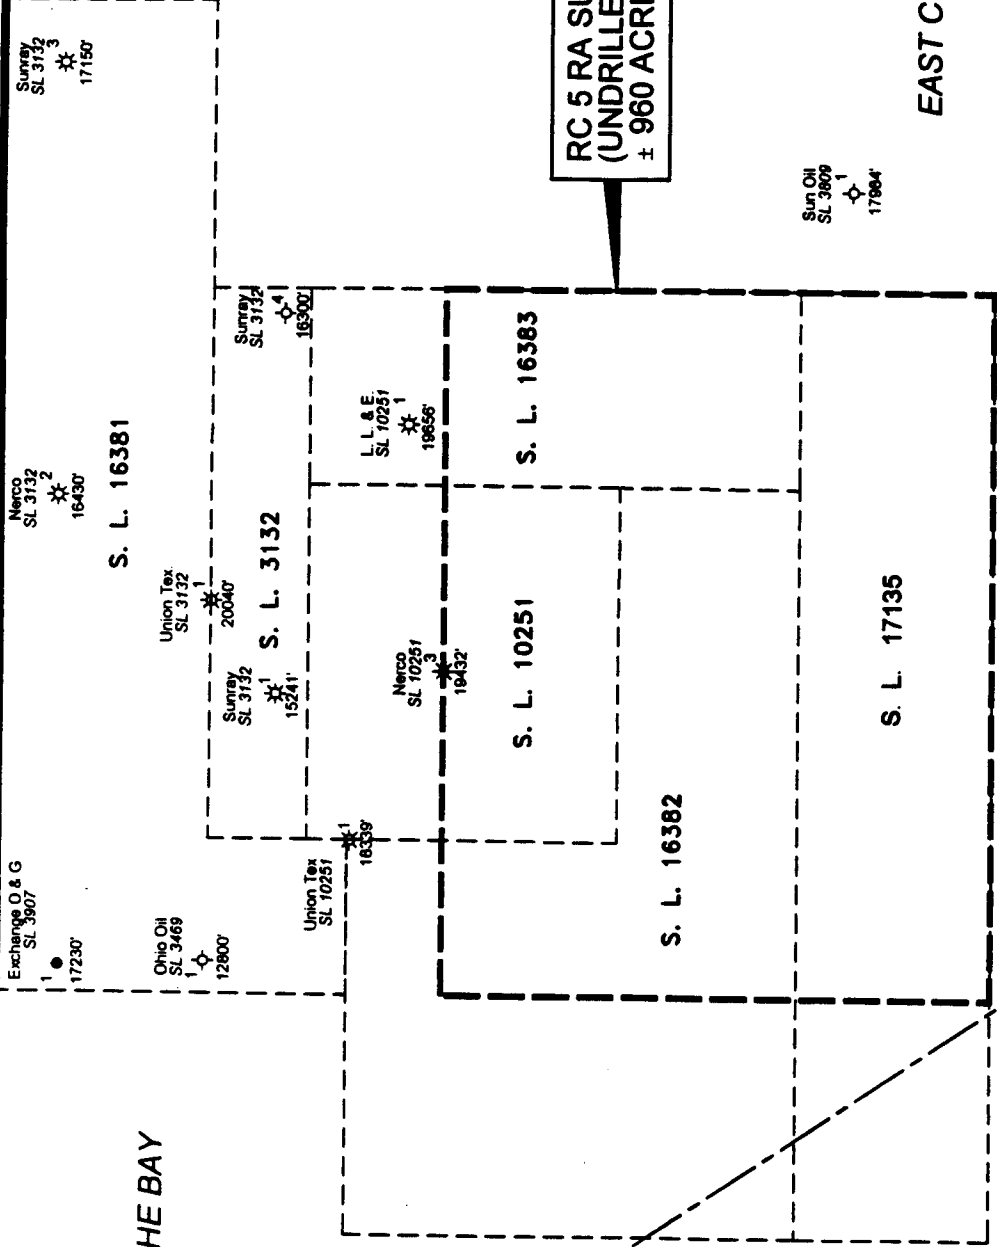 Sunray
SL 3132
3
17150'
Nerco
SL 3132
2
16430'
S. L. 16381
Union Tex.
SL 3132
1
20040'
Sunray
SL 3132
4
16300'
S. L. 3132
Sunray
SL 3132
1
15241'
Exchange O & G
SL 3907
1
17230'
Ohio Oil
SL 3469
1
12800'
Union Tex
SL 10251
1
L. L. & E.
SL 10251
1
19656'
Nerco
SL 10251
3
19432'
S. L. 10251
S. L. 16383
S. L. 16382
S. L. 17135
RC 5 RA SU
(UNDRILLE
± 960 ACR
Sun Oil
SL 3809
1
17964'
EAST C
HE BAY